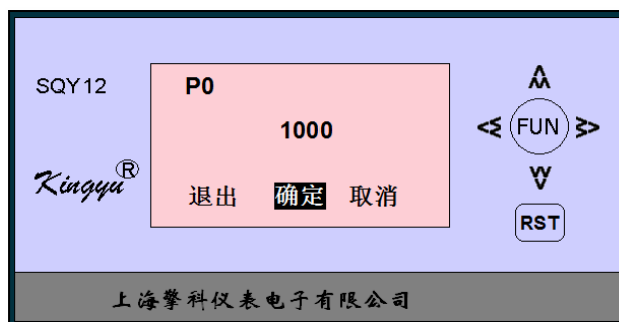 SQY12
P0
1000
Kingyu®
退出 确定 取消
FUN
RST
上海擎科仪表电子有限公司